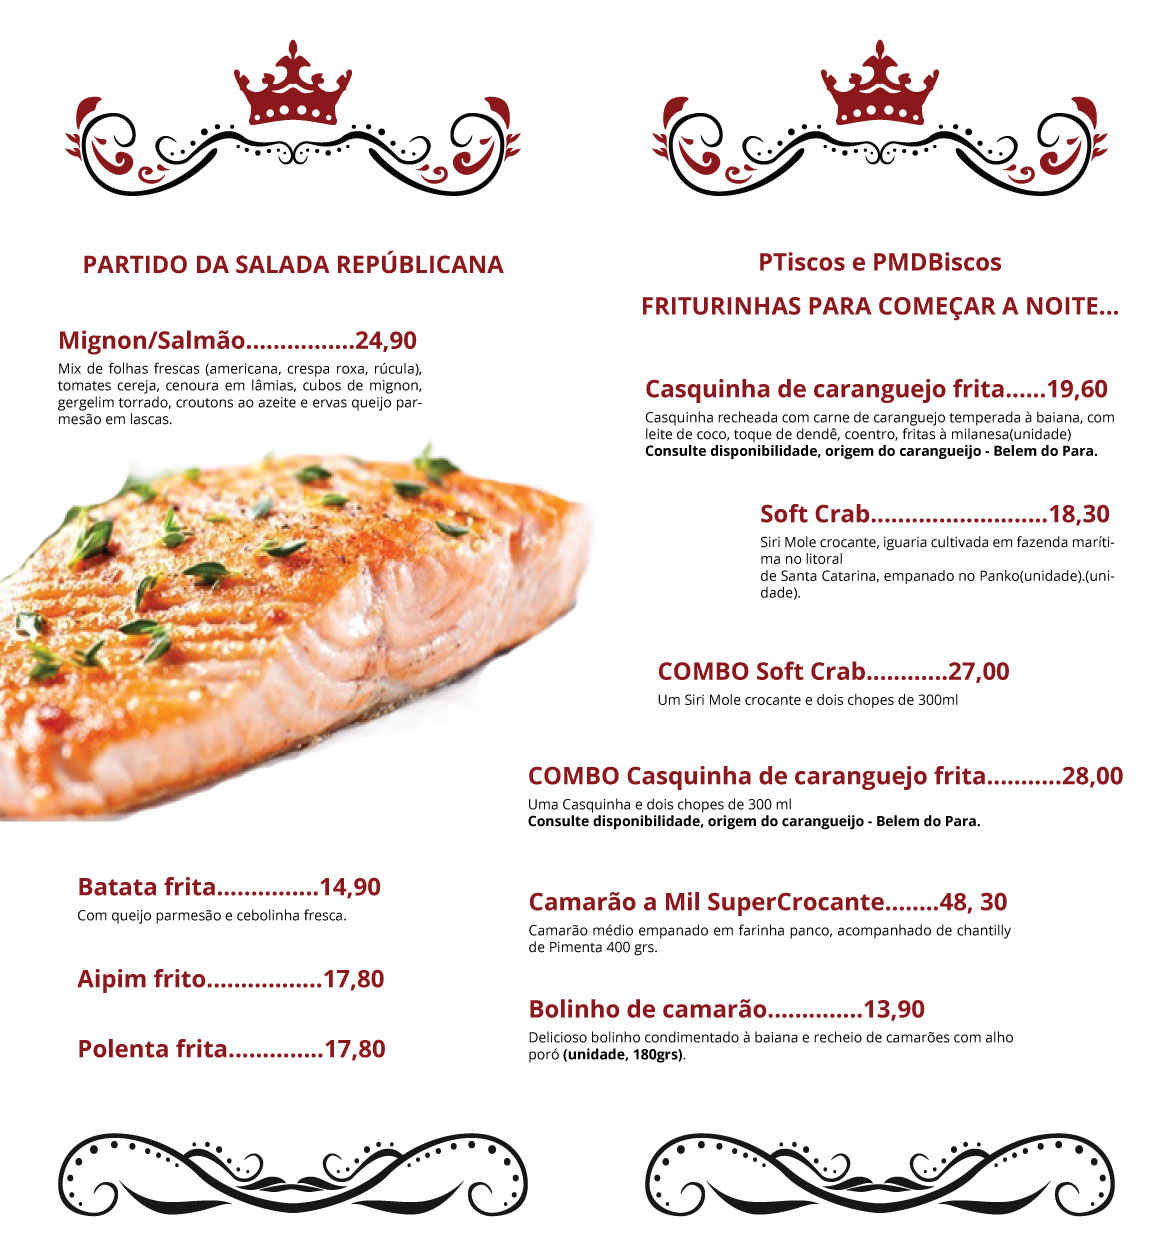 PARTIDO DA SALADA REPÚBLICANA
Mignon/Salmão................24,90
Mix de folhas frescas (americana, crespa roxa, rúcula),
tomates cereja, cenoura em lâmias, cubos de mignon,
gergelim torrado, croutons ao azeite e ervas queijo par-
mesão em lascas.
Batata frita...............14,90
Com queijo parmesão e cebolinha fresca.
Aipim frito.................17,80
Polenta frita..............17,80
PTiscos e PMDBiscos
FRITURINHAS PARA COMEÇAR A NOITE...
Casquinha de caranguejo frita......19,60
Casquinha recheada com carne de caranguejo temperada à baiana, com
leite de coco, toque de dendê, coentro, fritas à milanesa(unidade)
Consulte disponibilidade, origem do carangueijo - Belem do Para.
Soft Crab..........................18,30
Siri Mole crocante, iguaria cultivada em fazenda maríti-
ma no litoral
de Santa Catarina, empanado no Panko(unidade).(uni-
dade).
COMBO Soft Crab............27,00
Um Siri Mole crocante e dois chopes de 300ml
COMBO Casquinha de caranguejo frita...........28,00
Uma Casquinha e dois chopes de 300 ml
Consulte disponibilidade, origem do carangueijo - Belem do Para.
Camarão a Mil SuperCrocante........48, 30
Camarão médio empanado em farinha panco, acompanhado de chantilly
de Pimenta 400 grs.
Bolinho de camarão..............13,90
Delicioso bolinho condimentado à baiana e recheio de camarões com alho
poró (unidade, 180grs).